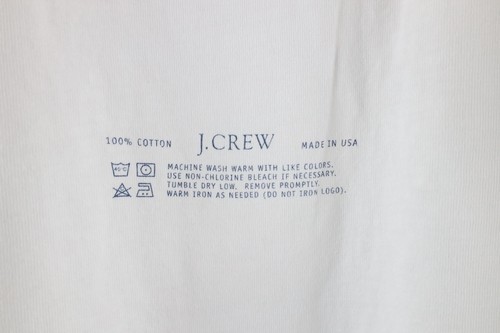 100% COTTON J.CREW MADE IN USA
40°C
MACHINE WASH WARM WITH LIKE COLORS.
USE NON-CHLORINE BLEACH IF NECESSARY.
TUMBLE DRY LOW. REMOVE PROMPTLY.
WARM IRON AS NEEDED (DO NOT IRON LOGO).